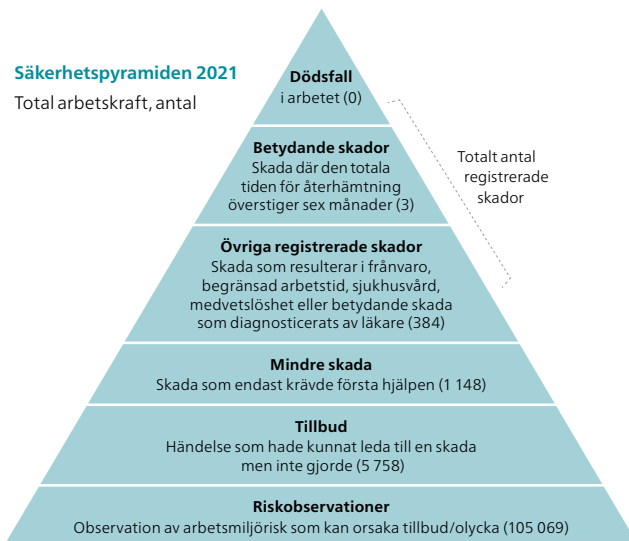 Säkerhetspyramiden 2021
Total arbetskraft, antal
Dödsfall
i arbetet (0)
Betydande skador
Skada där den totala
tiden för återhämtning
överstiger sex månader (3)
Totalt antal
registrerade
skador
Övriga registrerade skador
Skada som resulterar i frånvaro,
begränsad arbetstid, sjukhusvård,
medvetslöshet eller betydande skada
som diagnosticerats av läkare (384)
Mindre skada
Skada som endast krävde första hjälpen (1 148)
Tillbud
Händelse som hade kunnat leda till en skada
men inte gjorde (5 758)
Riskobservationer
Observation av arbetsmiljörisk som kan orsaka tillbud/olycka (105 069)